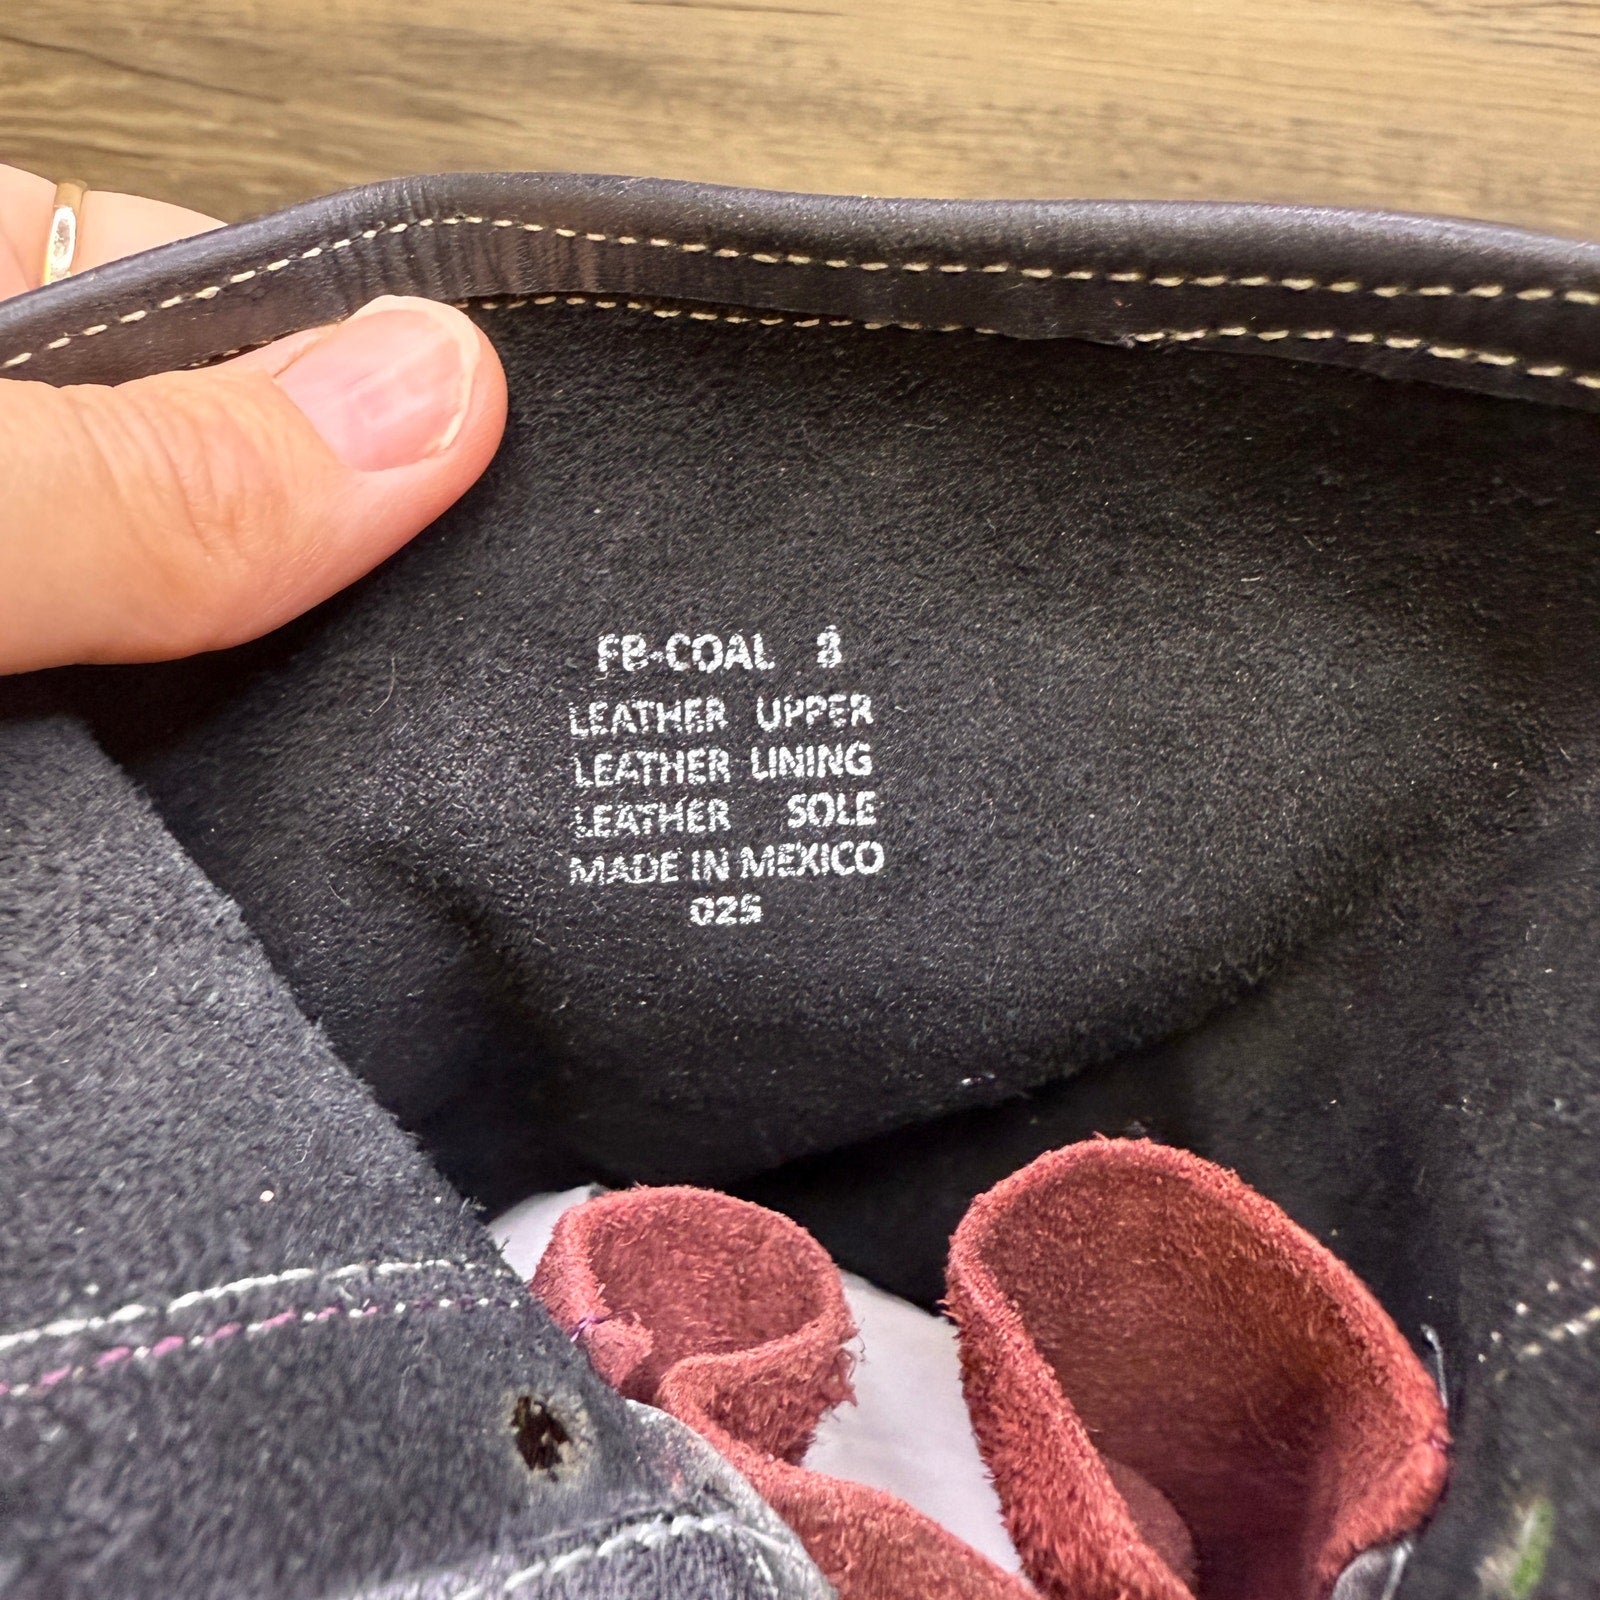 FB-COAL 8
LEATHER UPPER
LEATHER LINING
LEATHER SOLE
MADE IN MEXICO
025